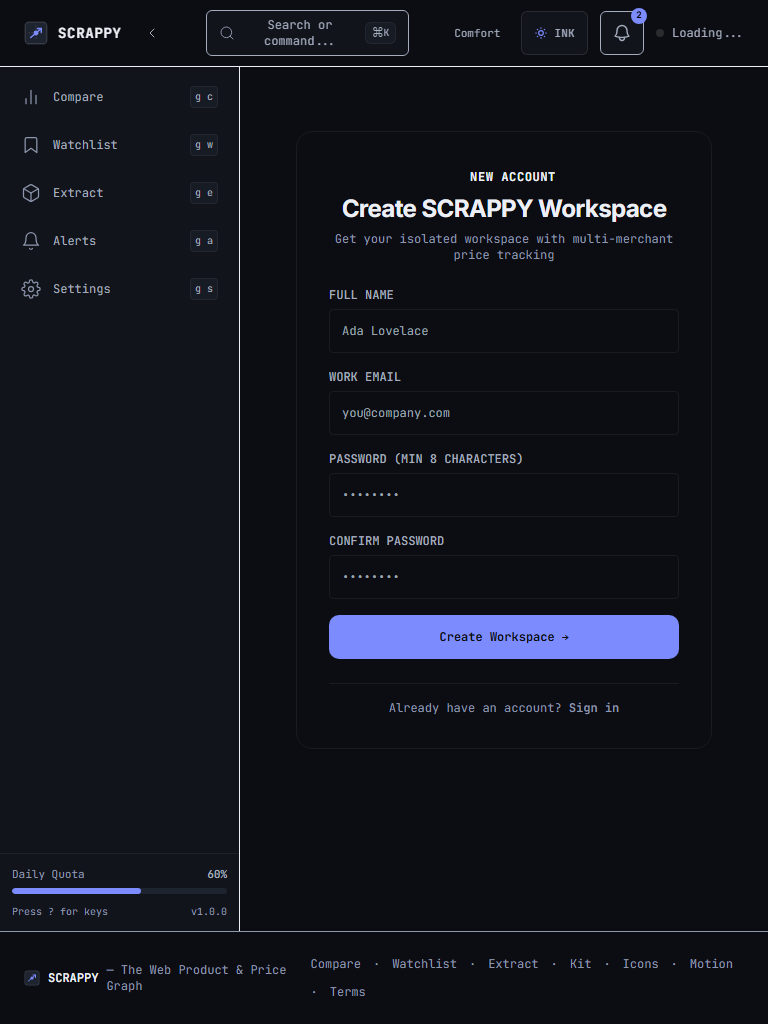 SCRAPPY
Search or
command...
⌘K
Comfort
INK
2
Loading...
Compare g c
Watchlist g w
Extract g e
Alerts g a
Settings g s
NEW ACCOUNT
Create SCRAPPY Workspace
Get your isolated workspace with multi-merchant
price tracking
FULL NAME
Ada Lovelace
WORK EMAIL
you@company.com
PASSWORD (MIN 8 CHARACTERS)
••••••••
CONFIRM PASSWORD
••••••••
Create Workspace →
Already have an account? Sign in
Daily Quota 60%
Press ? for keys v1.0.0
SCRAPPY — The Web Product & Price
Graph
Compare · Watchlist · Extract · Kit · Icons · Motion
· Terms